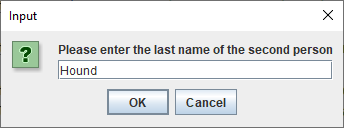 Input
Please enter the last name of the second person
Hound
OK Cancel